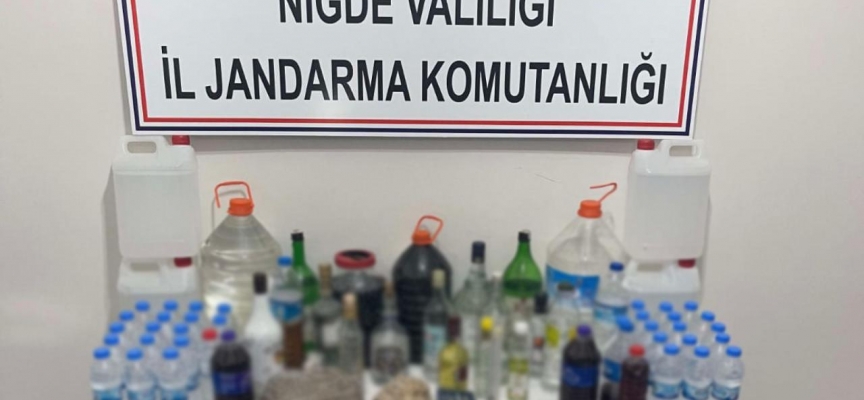 NİĞDE VALİLİĞİ
İL JANDARMA KOMUTANLIĞI